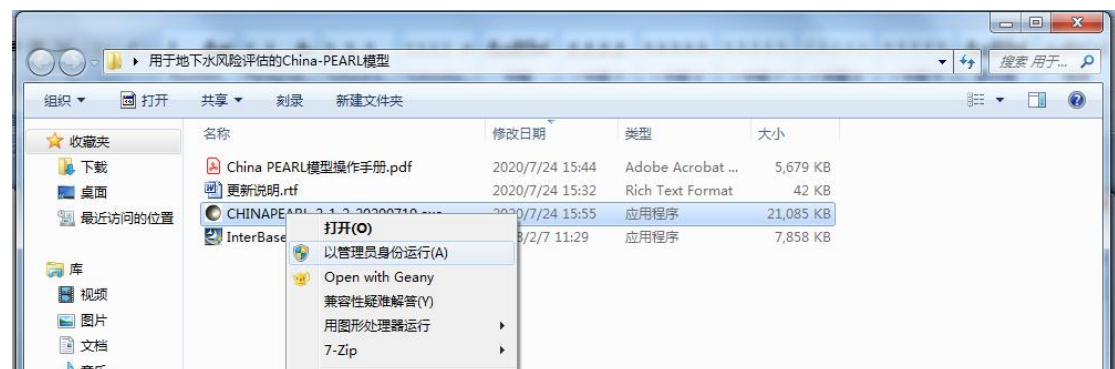 用于地下水风险评估的China-PEARL模型
搜索 用于...
组织 打开 共享 刻录 新建文件夹
收藏夹
下载
桌面
最近访问的位置
库
视频
图片
文档
名称 修改日期 类型 大小
China PEARL模型操作手册.pdf 2020/7/24 15:44 Adobe Acrobat ... 5,679 KB
更新说明.rtf 2020/7/24 15:32 Rich Text Format 42 KB
CHINAPEARL 2020/7/24 15:55 应用程序 21,085 KB
InterBase 11:29 应用程序 7,858 KB
打开(O)
以管理员身份运行(A)
Open with Geany
兼容性疑难解答(Y)
用图形处理器运行
7-Zip